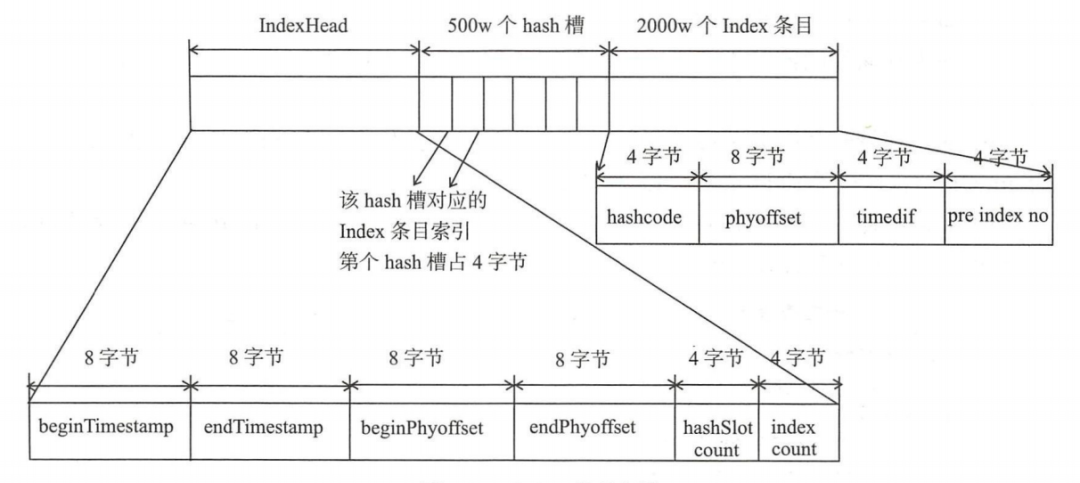 IndexHead
500w 个 hash 槽
2000w 个 Index 条目
4 字节
8 字节
4 字节
4 字节
hashcode
phyoffset
timedif
pre index no
该 hash 槽对应的
Index 条目索引
第个 hash 槽占 4 字节
8 字节
8 字节
8 字节
8 字节
4 字节
4 字节
beginTimestamp
endTimestamp
beginPhyoffset
endPhyoffset
hashSlot
count
index
count